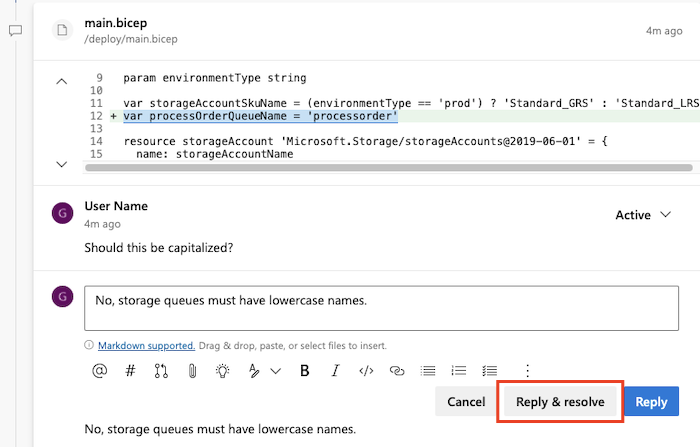 main.bicep
/deploy/main.bicep
4m ago
9 param environmentType string
10
11 var storageAccountSkuName = (environmentType == 'prod') ? 'Standard_GRS' : 'Standard_LRS
12 + var processOrderQueueName = 'processorder'
13
14 resource storageAccount 'Microsoft.Storage/storageAccounts@2019-06-01' = {
15 name: storageAccountName
G
User Name
4m ago
Active
Should this be capitalized?
G
No, storage queues must have lowercase names.
Markdown supported. Drag & drop, paste, or select files to insert.
@ # B I </>
Cancel Reply & resolve Reply
No, storage queues must have lowercase names.